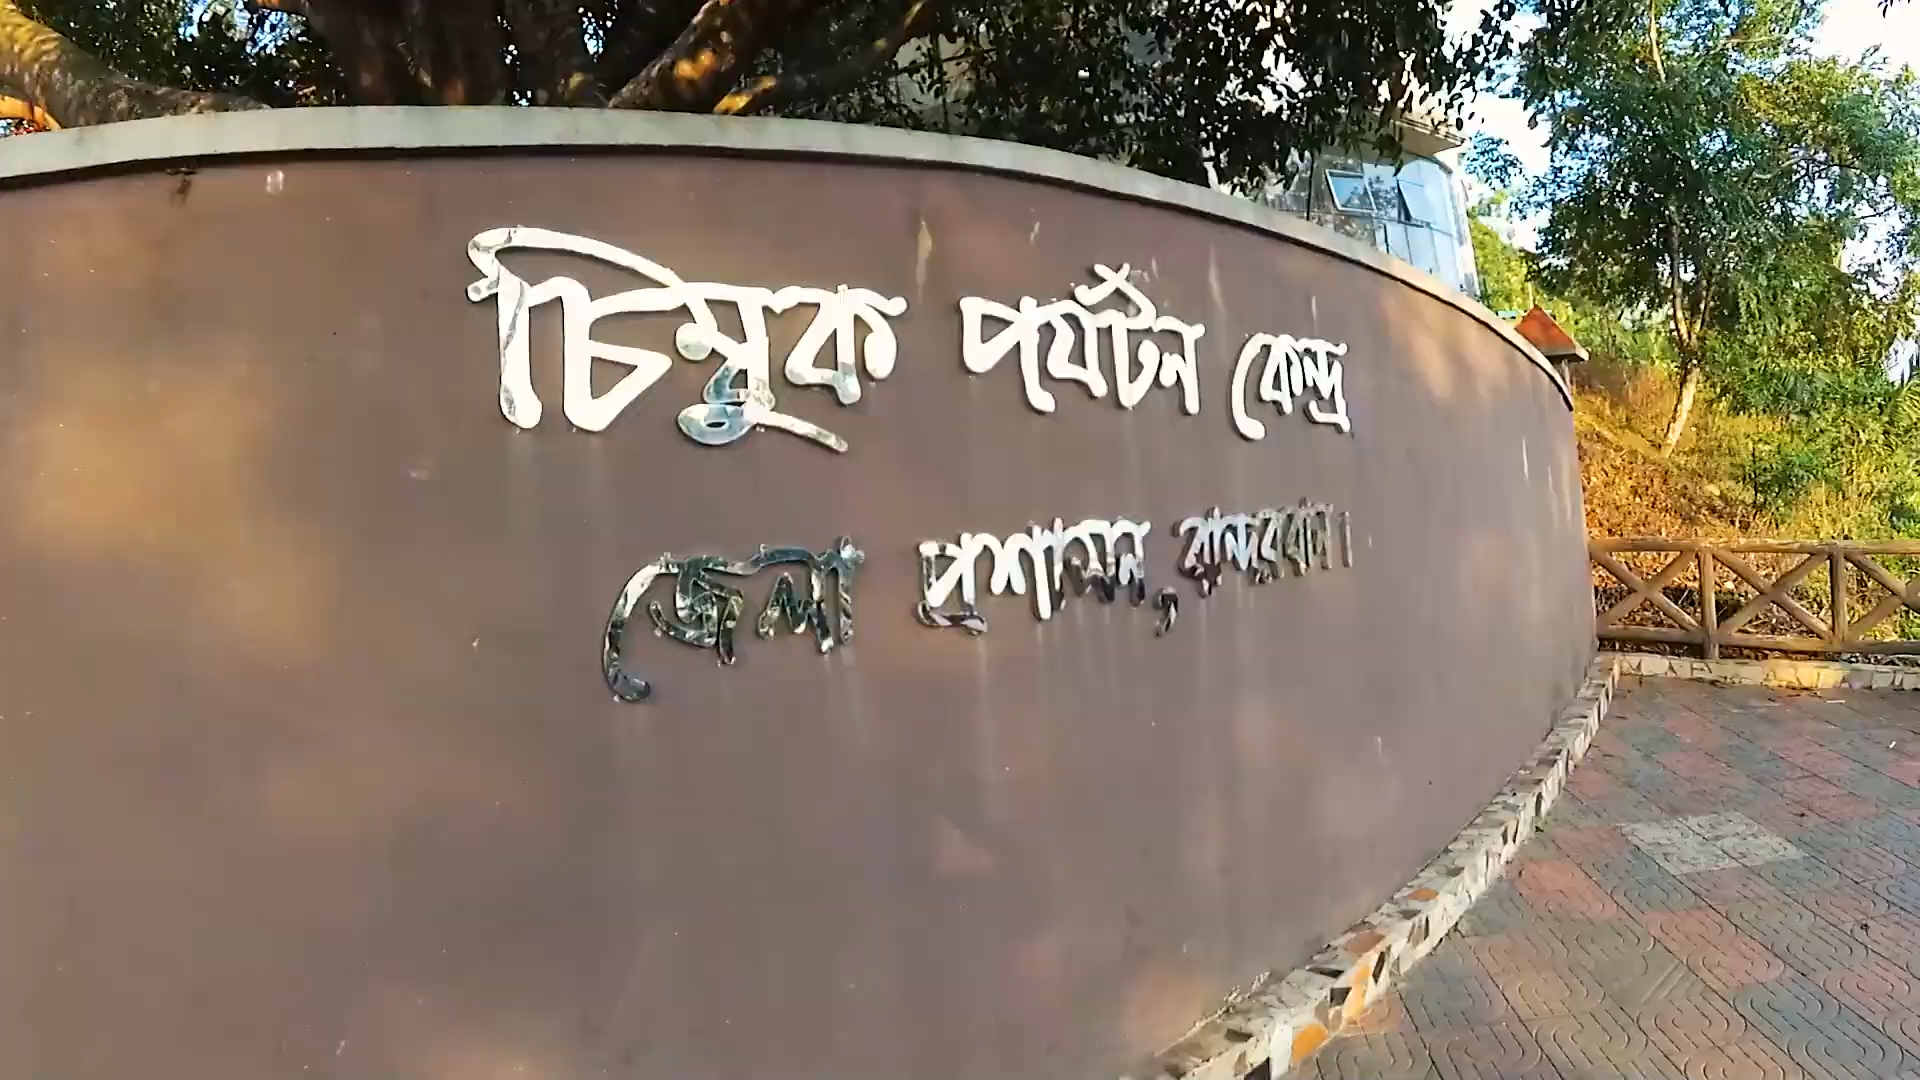 চিম্বুক পর্যটন কেন্দ্র
জেলা প্রশাসন, বান্দরবান।